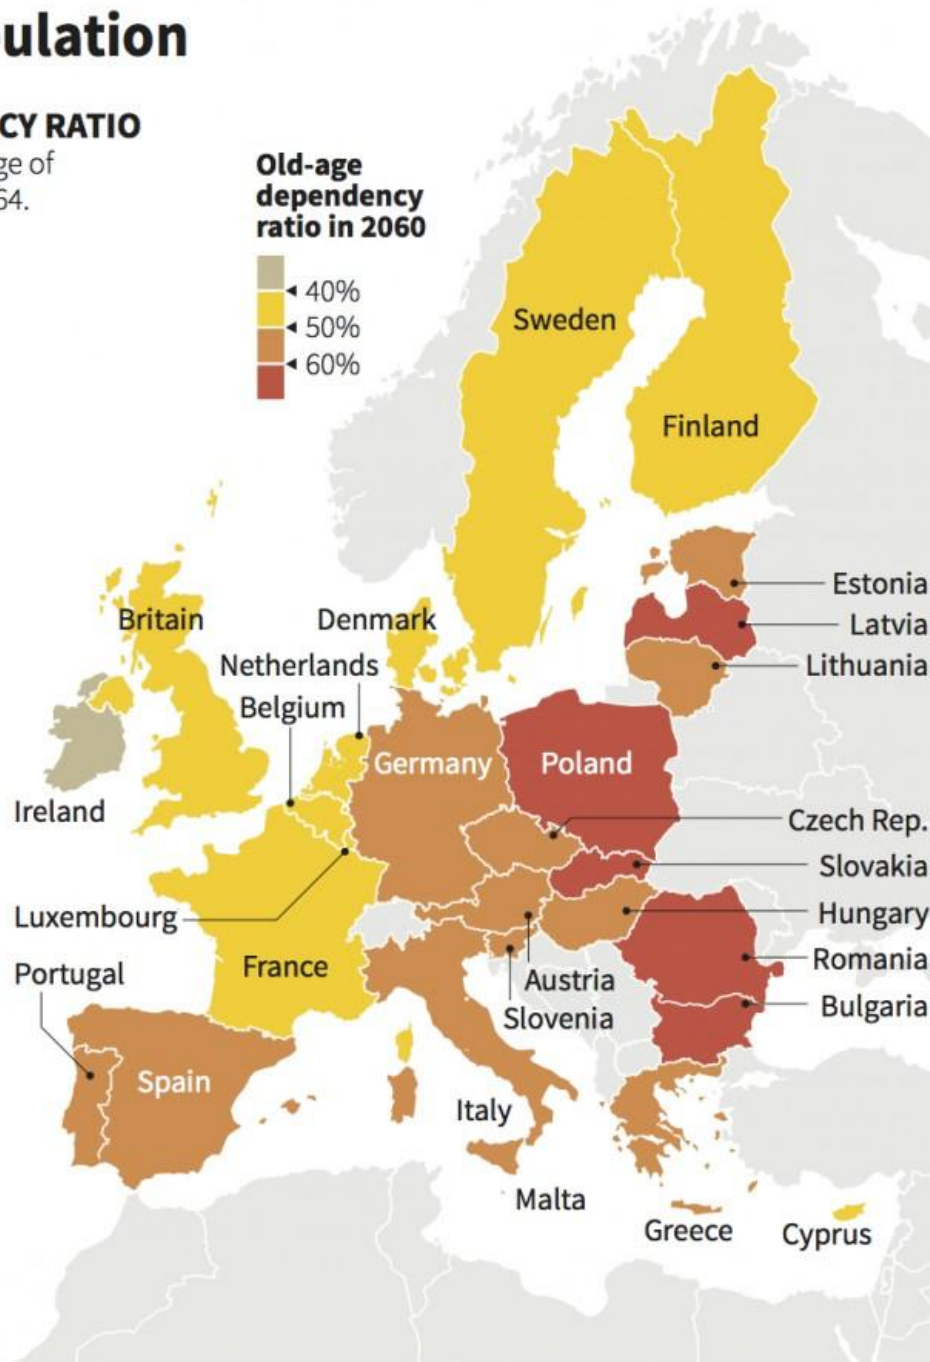 ulation
CY RATIO
ge of
64.
Old-age
dependency
ratio in 2060
40%
50%
60%
Sweden
Finland
Estonia
Britain
Denmark
Latvia
Netherlands
Lithuania
Belgium
Germany
Poland
Ireland
Czech Rep.
Slovakia
Luxembourg
Hungary
Portugal
France
Romania
Austria
Bulgaria
Slovenia
Spain
Italy
Malta
Greece
Cyprus